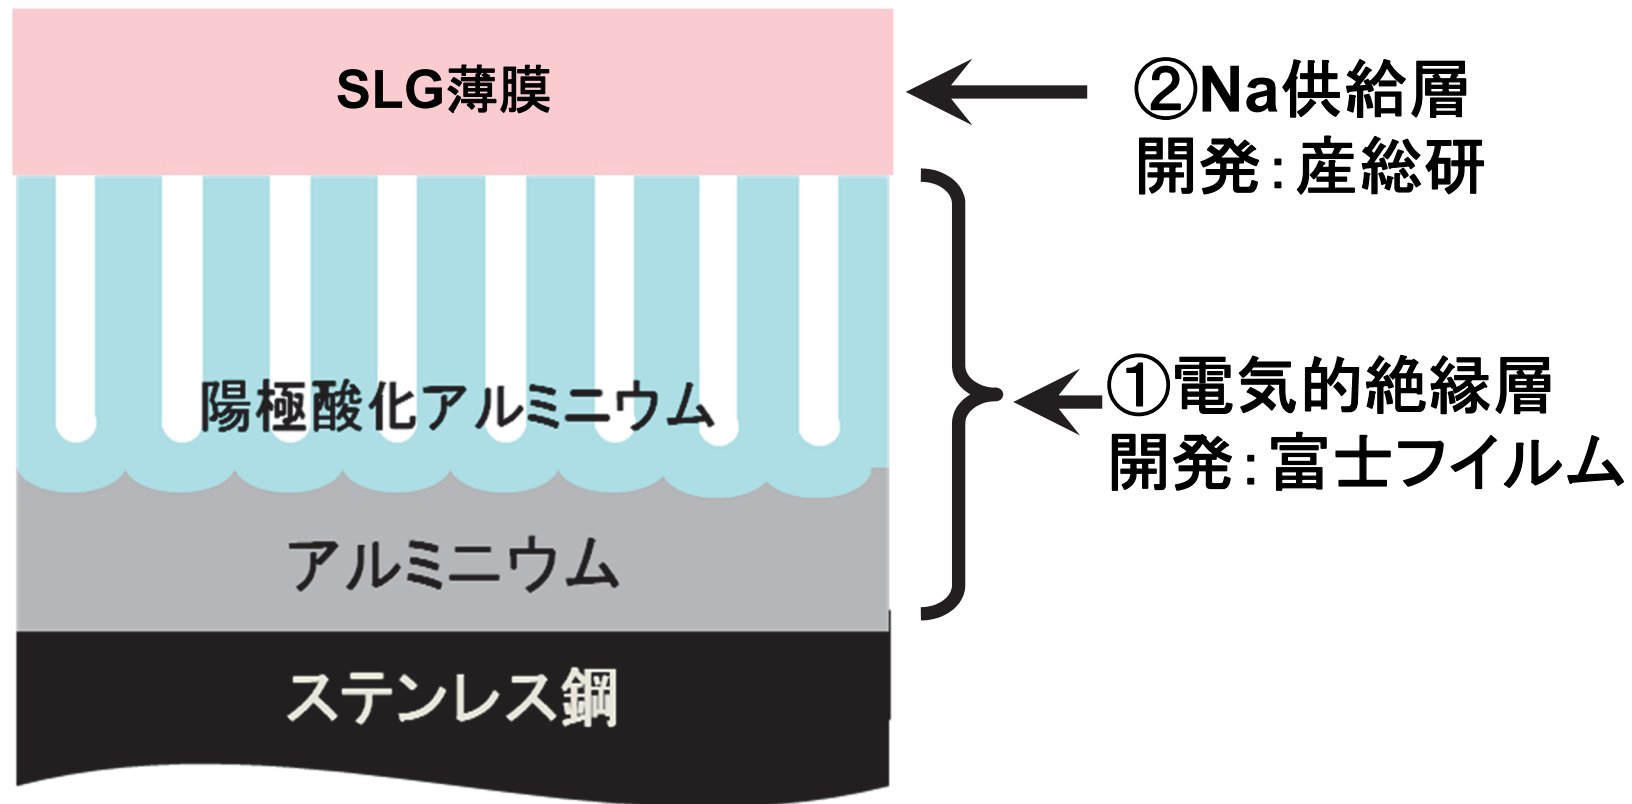 SLG薄膜
②Na供給層
開発：産総研
陽極酸化アルミニウム
①電気的絶縁層
開発：富士フイルム
アルミニウム
ステンレス鋼